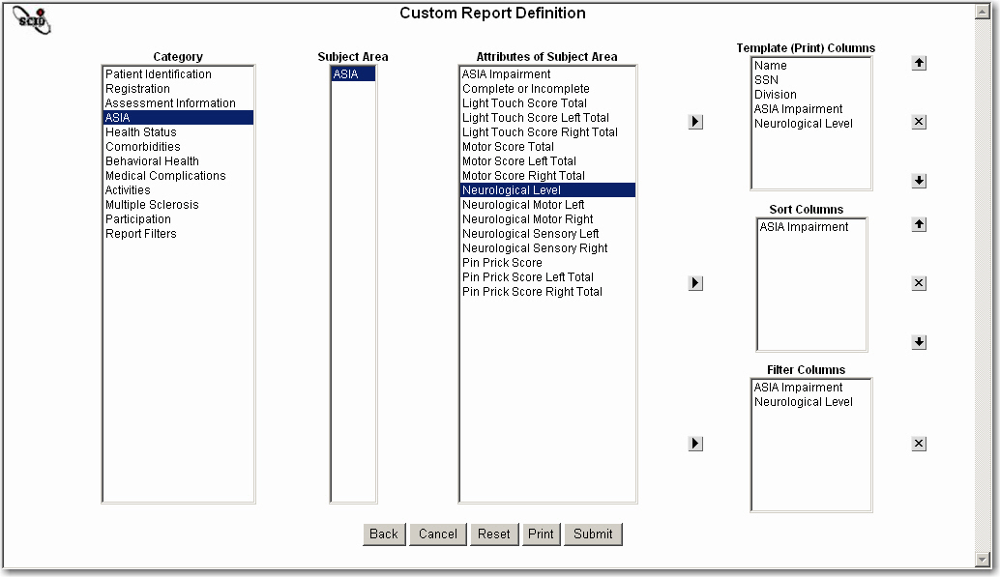 SCID
Custom Report Definition
Category
Patient Identification
Registration
Assessment Information
ASIA
Health Status
Comorbidities
Behavioral Health
Medical Complications
Activities
Multiple Sclerosis
Participation
Report Filters
Subject Area
ASIA
Attributes of Subject Area
ASIA Impairment
Complete or Incomplete
Light Touch Score Total
Light Touch Score Left Total
Light Touch Score Right Total
Motor Score Total
Motor Score Left Total
Motor Score Right Total
Neurological Level
Neurological Motor Left
Neurological Motor Right
Neurological Sensory Left
Neurological Sensory Right
Pin Prick Score
Pin Prick Score Left Total
Pin Prick Score Right Total
Template (Print) Columns
Name
SSN
Division
ASIA Impairment
Neurological Level
Sort Columns
ASIA Impairment
Filter Columns
ASIA Impairment
Neurological Level
Back Cancel Reset Print Submit